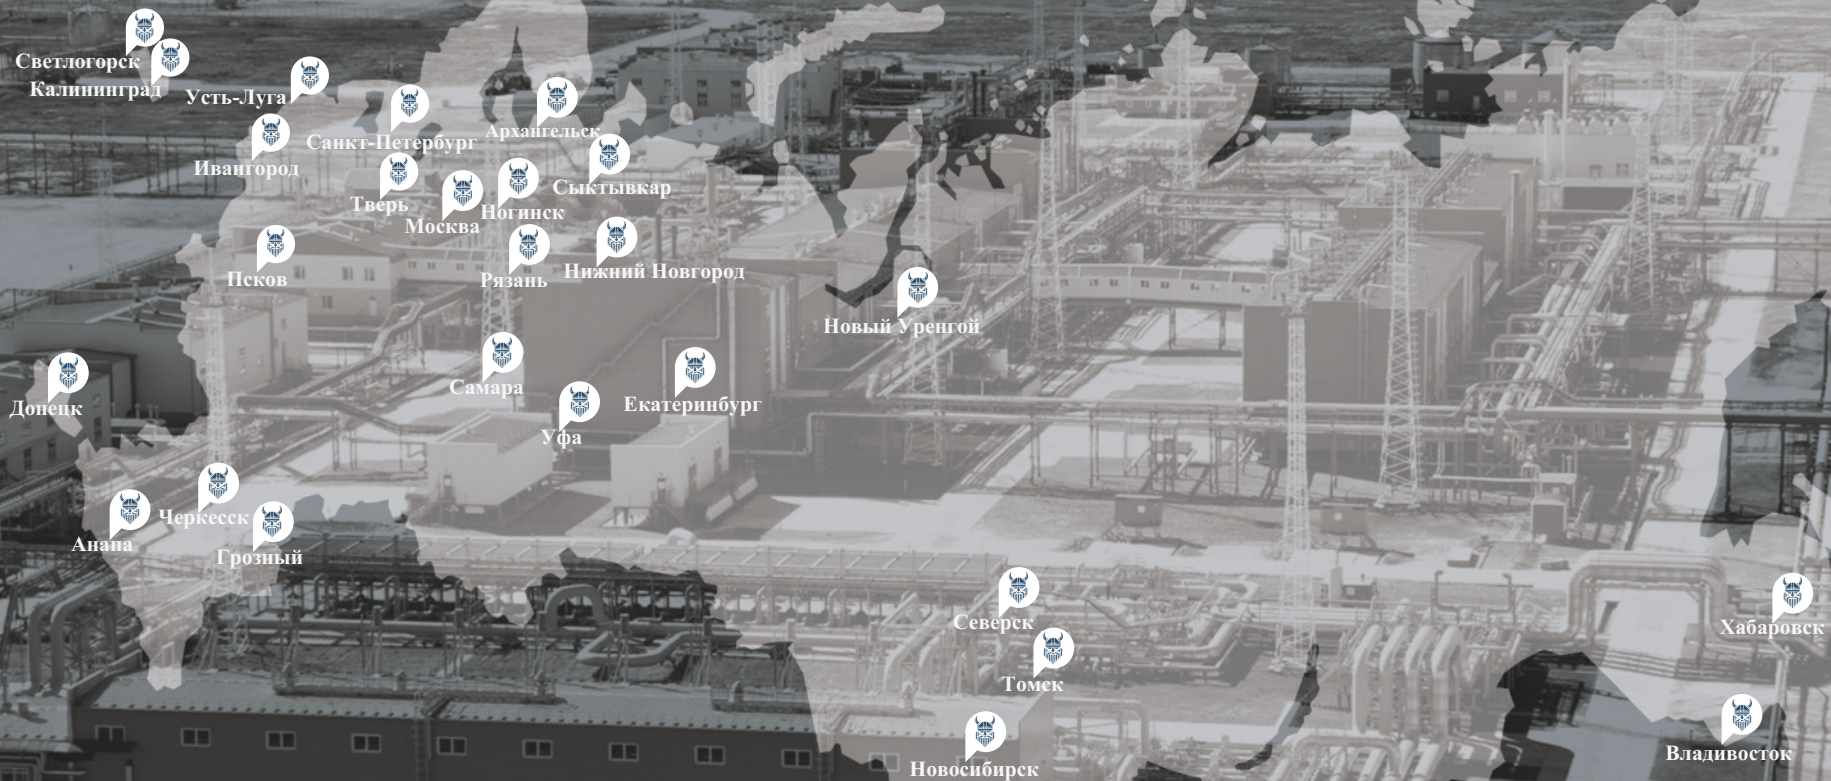 Светлогорск
Калининград
Усть-Луга
Архангельск
Санкт-Петербург
Ивангород
Сыктывкар
Тверь
Ногинск
Москва
Нижний Новгород
Псков
Рязань
Новый Уренгой
Самара
Екатеринбург
Донецк
Уфа
Черкесск
Анапа
Грозный
Северск
Хабаровск
Томск
Владивосток
Новосибирск